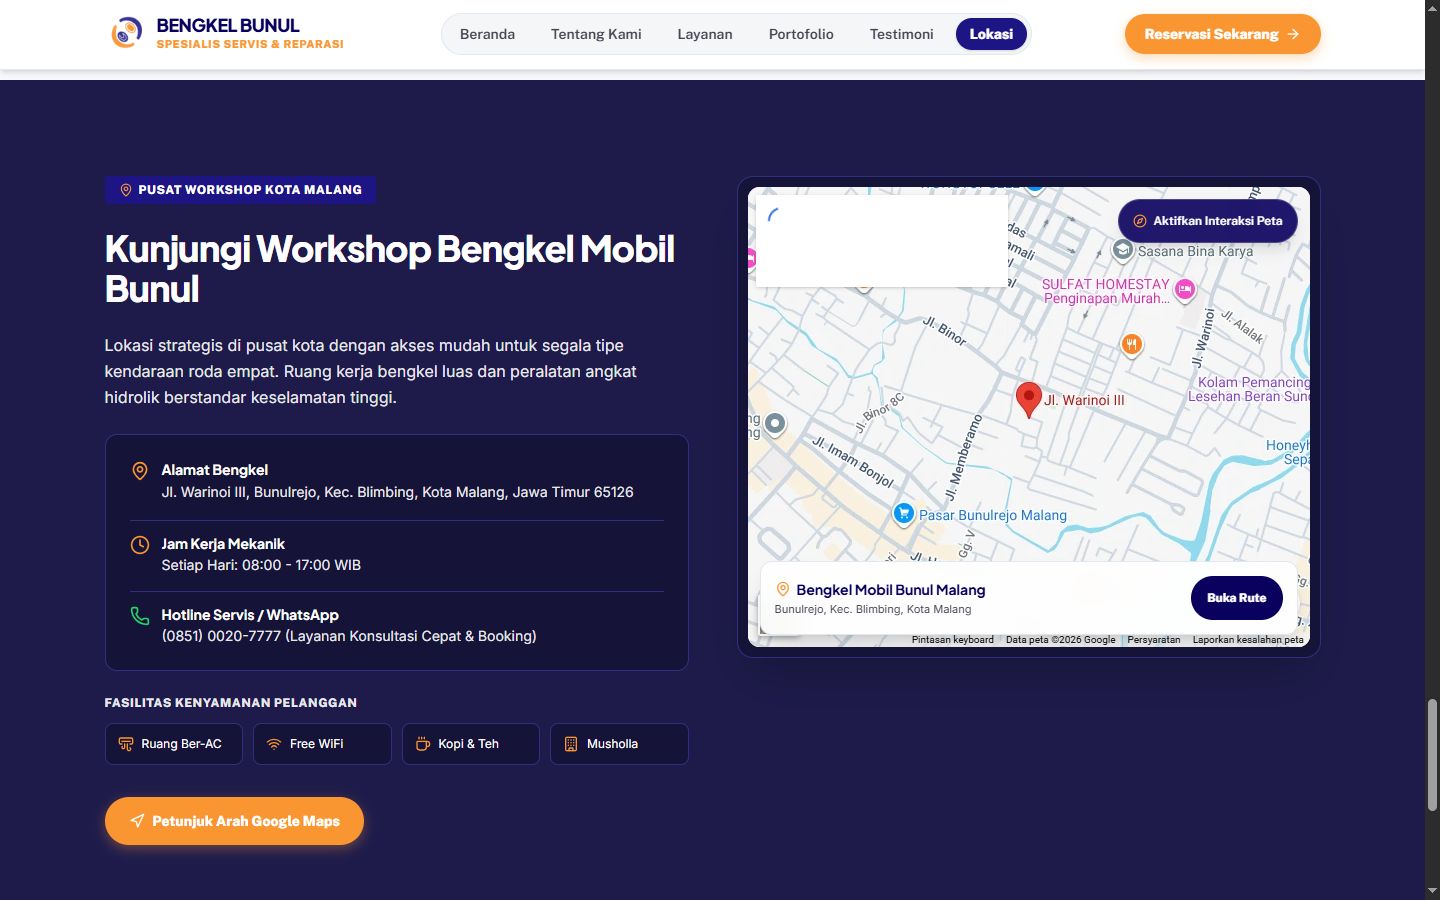 BENGKEL BUNUL
SPESIALIS SERVIS & REPARASI
Beranda
Tentang Kami
Layanan
Portofolio
Testimoni
Lokasi
Reservasi Sekarang
PUSAT WORKSHOP KOTA MALANG
Kunjungi Workshop Bengkel Mobil
Bunul
Lokasi strategis di pusat kota dengan akses mudah untuk segala tipe
kendaraan roda empat. Ruang kerja bengkel luas dan peralatan angkat
hidrolik berstandar keselamatan tinggi.
Alamat Bengkel
Jl. Warinoi III, Bunulrejo, Kec. Blimbing, Kota Malang, Jawa Timur 65126
Jam Kerja Mekanik
Setiap Hari: 08:00 - 17:00 WIB
Hotline Servis / WhatsApp
(0851) 0020-7777 (Layanan Konsultasi Cepat & Booking)
FASILITAS KENYAMANAN PELANGGAN
Ruang Ber-AC
Free WiFi
Kopi & Teh
Musholla
Petunjuk Arah Google Maps
Aktifkan Interaksi Peta
Sasana Bina Karya
SULFAT HOMESTAY
Penginapan Murah...
Jl. Binor
Jl. Warinoi
Jl. Alalak
Kolam Pemancing
Lesehan Beran Sun
Jl. Warinoi III
Jl. Binor 8C
Jl. Imam Bonjol
Jl. Memberamo
Honeyh
Sepa
Pasar Bunulrejo Malang
Gg. V
Bengkel Mobil Bunul Malang
Bunulrejo, Kec. Blimbing, Kota Malang
Buka Rute
Pintasan keyboard
Data peta ©2026 Google
Persyaratan
Laporkan kesalahan peta